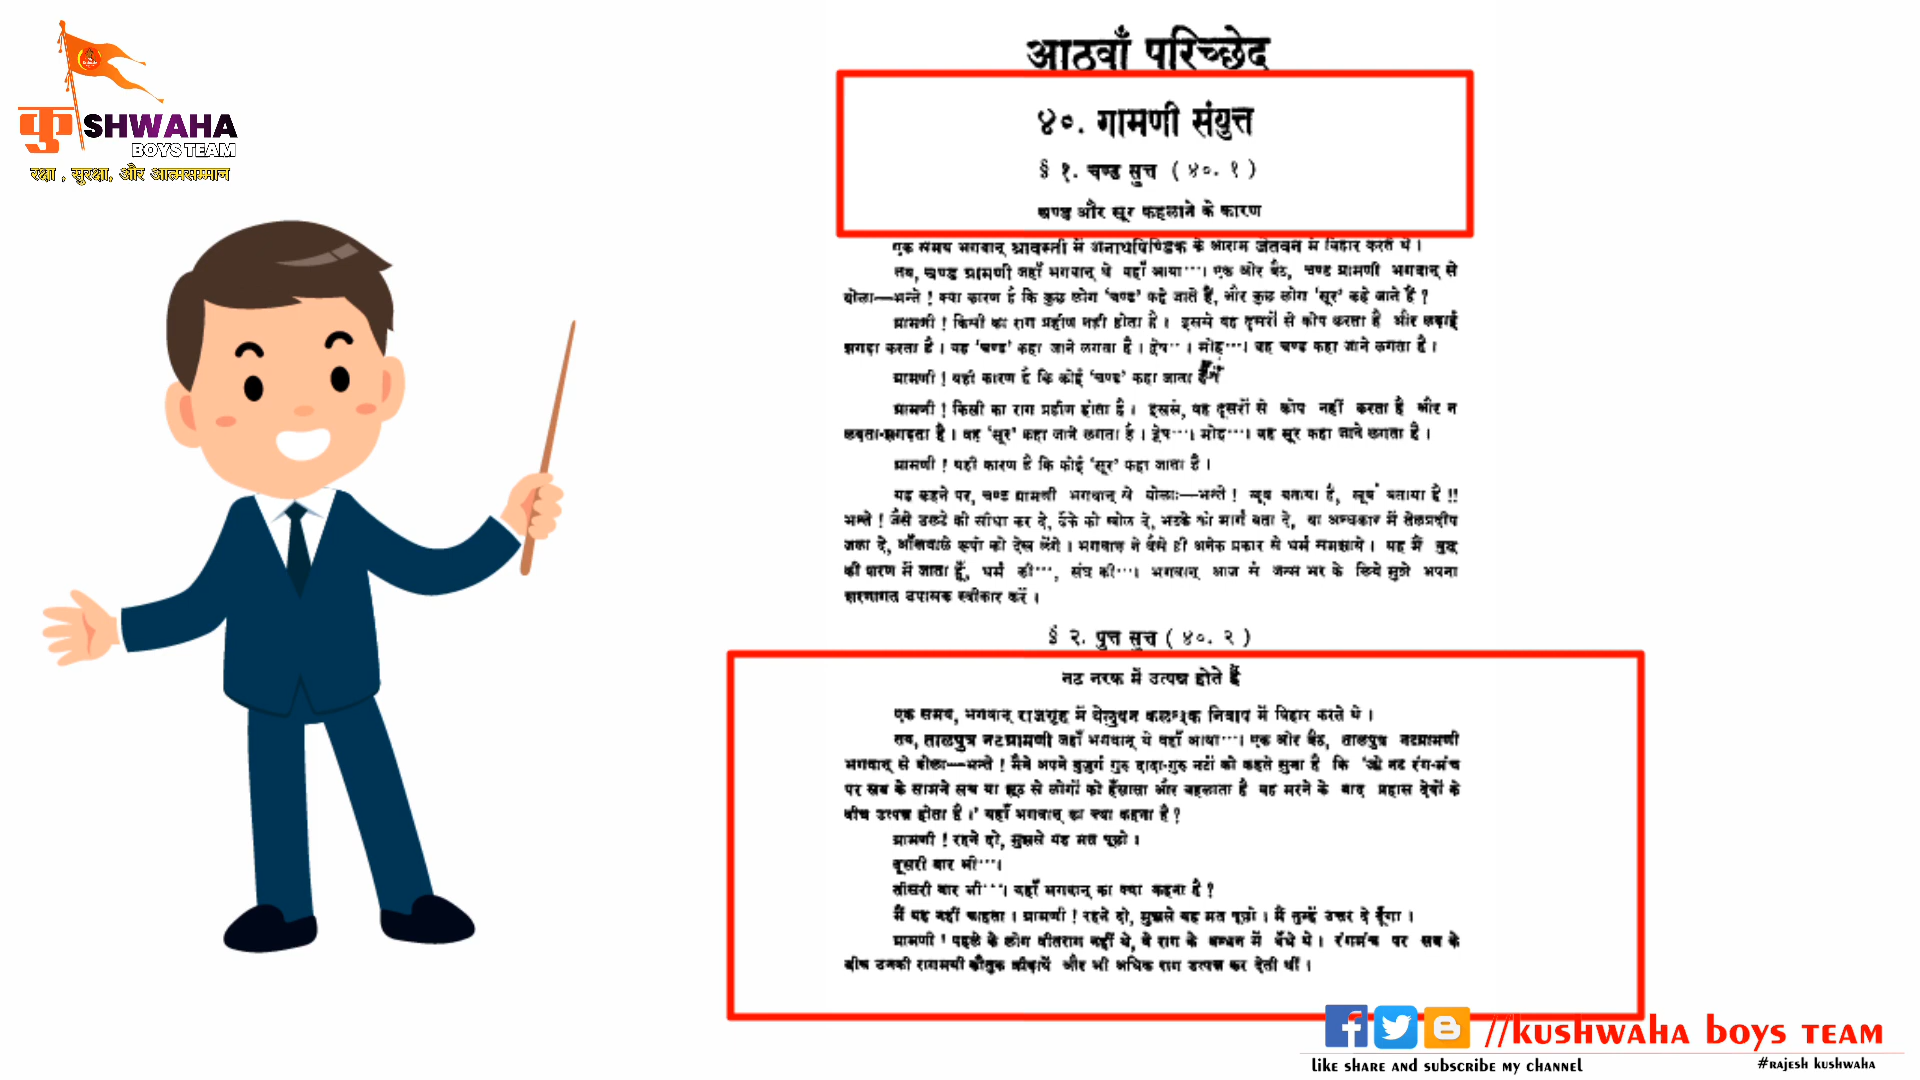 कुSHWAHA
BOYS TEAM
रक्षा , सुरक्षा, और आत्मसम्मान
आठवाँ परिच्छेद
४०. गामणी संयुत्त
§ १. चण्ड सुत्त ( ४०. १ )
चण्ड और सूर कहलाने के कारण
एक समय भगवान् श्रावस्ती में अनाथपिण्डिक के आराम जेतवन में विहार करते थे ।
तब, चण्ड ग्रामणी जहाँ भगवान् थे वहाँ आया···। एक ओर बैठ, चण्ड ग्रामणी भगवान् से
बोला—भन्ते ! क्या कारण है कि कुछ लोग ‘चण्ड’ कहे जाते हैं, और कुछ लोग ‘सूर’ कहे जाते हैं ?
ग्रामणी ! किसी का राग प्रहीण नहीं होता है । इससे वह दूसरों से कोप करता है और लड़ाई
झगड़ा करता है । वह ‘चण्ड’ कहा जाने लगता है । द्वेष··· । मोह···। वह चण्ड कहा जाने लगता है ।
ग्रामणी ! यही कारण है कि कोई ‘चण्ड’ कहा जाता
ग्रामणी ! किसी का राग प्रहीण होता है । इससे, वह दूसरों से कोप नहीं करता है और न
लड़ता-झगड़ता है । वह ‘सूर’ कहा जाने लगता है । द्वेष···। मोह···। वह सूर कहा जाने लगता है ।
ग्रामणी ! यही कारण है कि कोई ‘सूर’ कहा जाता है ।
यह कहने पर, चण्ड ग्रामणी भगवान् से बोलाः—भन्ते ! खूब बताया है, खूब बताया है !!
भन्ते ! जैसे उलटे को सीधा कर दे, ढँके को खोल दे, भटके को मार्ग बता दे, या अन्धकार में तेलप्रदीप
जला दे, आँखवाले रूपों को देख लेंगे । भगवान् ने वैसे ही अनेक प्रकार से धर्म समझाये । यह मैं बुद्ध
की शरण में जाता हूँ, धर्म की···, संघ की···। भगवान् आज से जन्म भर के लिये मुझे अपना
शरणागत उपासक स्वीकार करें ।
§ २. पुत्त सुत्त ( ४०. २ )
नट नरक में उत्पन्न होते हैं
एक समय, भगवान् राजगृह में वेलुवन कलन्दक निवाप में विहार करते थे ।
तब, तालपुत्र नटग्रामणी जहाँ भगवान् थे वहाँ आया···। एक ओर बैठ, तालपुत्र नटग्रामणी
भगवान् से बोला—भन्ते ! मैंने अपने बुजुर्ग गुरु दादा-गुरु नटों को कहते सुना है कि ‘जो नट रंग-मंच
पर सब के सामने सच या झूठ से लोगों को हँसाता और बहलाता है वह मरने के बाद प्रहास देवों के
बीच उत्पन्न होता है ।’ यहाँ भगवान् का क्या कहना है ?
ग्रामणी ! रहने दो, मुझसे यह मत पूछो ।
दूसरी बार भी···।
तीसरी बार भी···। यहाँ भगवान् का क्या कहना है ?
मैं यह नहीं चाहता । ग्रामणी ! रहने दो, मुझसे यह मत पूछो । मैं तुम्हें उत्तर दे दूँगा ।
ग्रामणी ! पहले के लोग वीतराग नहीं थे, वे राग के बन्धन में बँधे थे । रंगमंच पर सब के
बीच उनकी रागमयी कौतुक क्रीड़ायें और भी अधिक राग उत्पन्न कर देती थीं ।
//kushwaha boys team
like share and subscribe my channel
#rajesh kushwaha